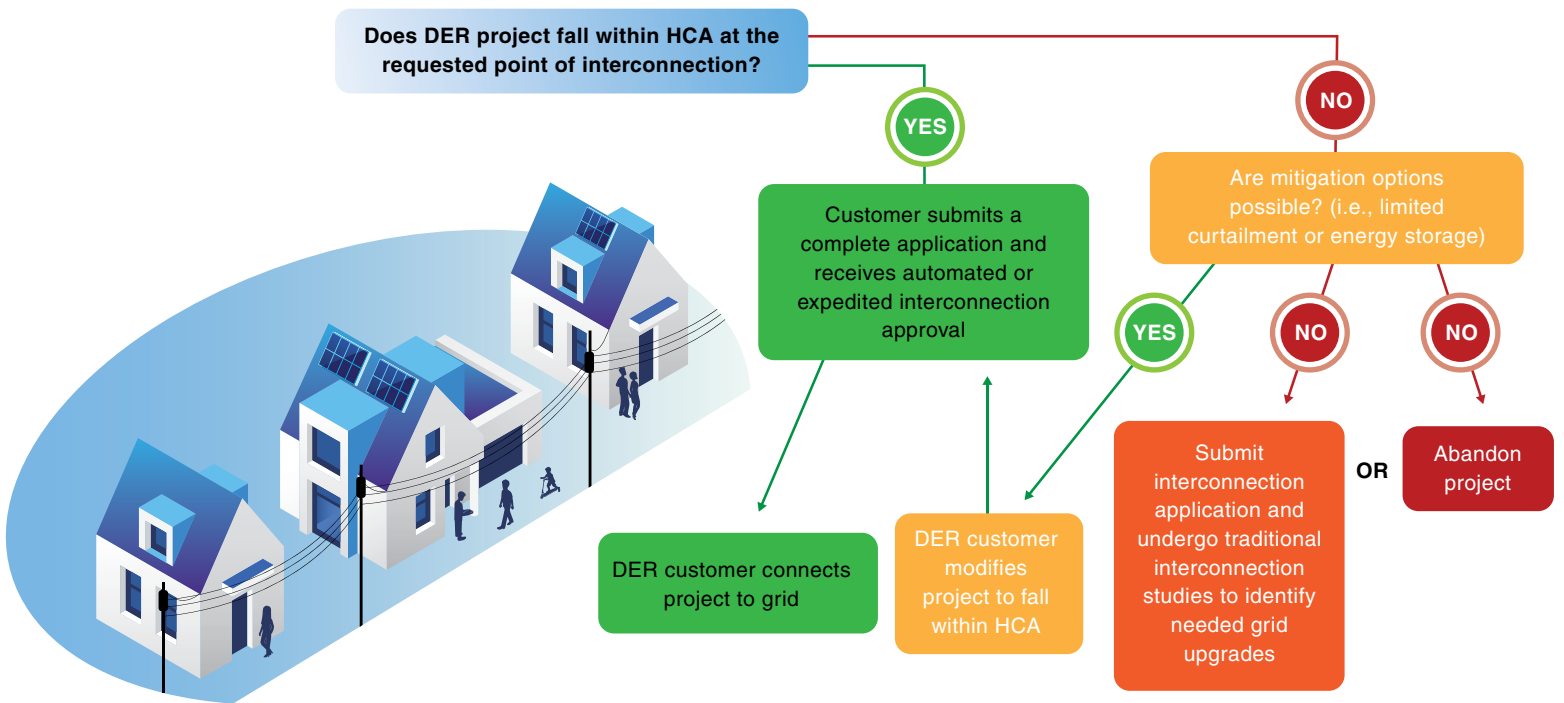 Does DER project fall within HCA at the
requested point of interconnection?
YES
NO
Customer submits a
complete application and
receives automated or
expedited interconnection
approval
Are mitigation options
possible? (i.e., limited
curtailment or energy storage)
YES
NO
NO
DER customer connects
project to grid
DER customer
modifies
project to fall
within HCA
Submit
interconnection
application and
undergo traditional
interconnection
studies to identify
needed grid
upgrades
OR
Abandon
project